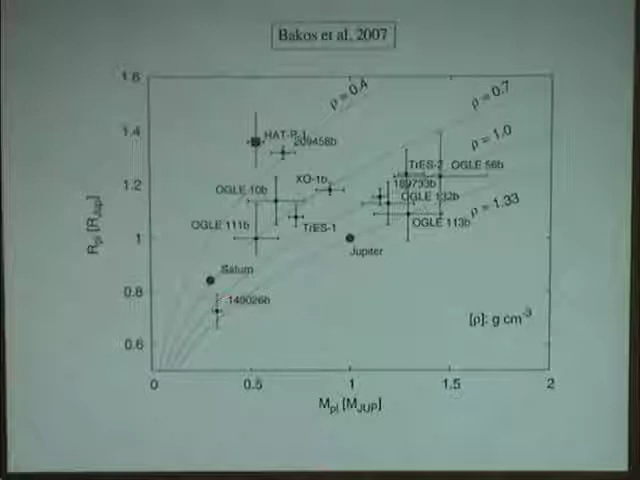 Bakos et al. 2007
1.6
ρ = 0.4
ρ = 0.7
1.4
HAT-P-1
209458b
ρ = 1.0
TrES-2
OGLE 56b
1.2
XO-1b
189733b
OGLE 10b
OGLE 132b
ρ = 1.33
OGLE 111b
TrES-1
OGLE 113b
R_pl [R_Jup]
1
Jupiter
Saturn
0.8
149026b
[ρ]: g cm⁻³
0.6
0
0.5
1
1.5
2
M_pl [M_JUP]